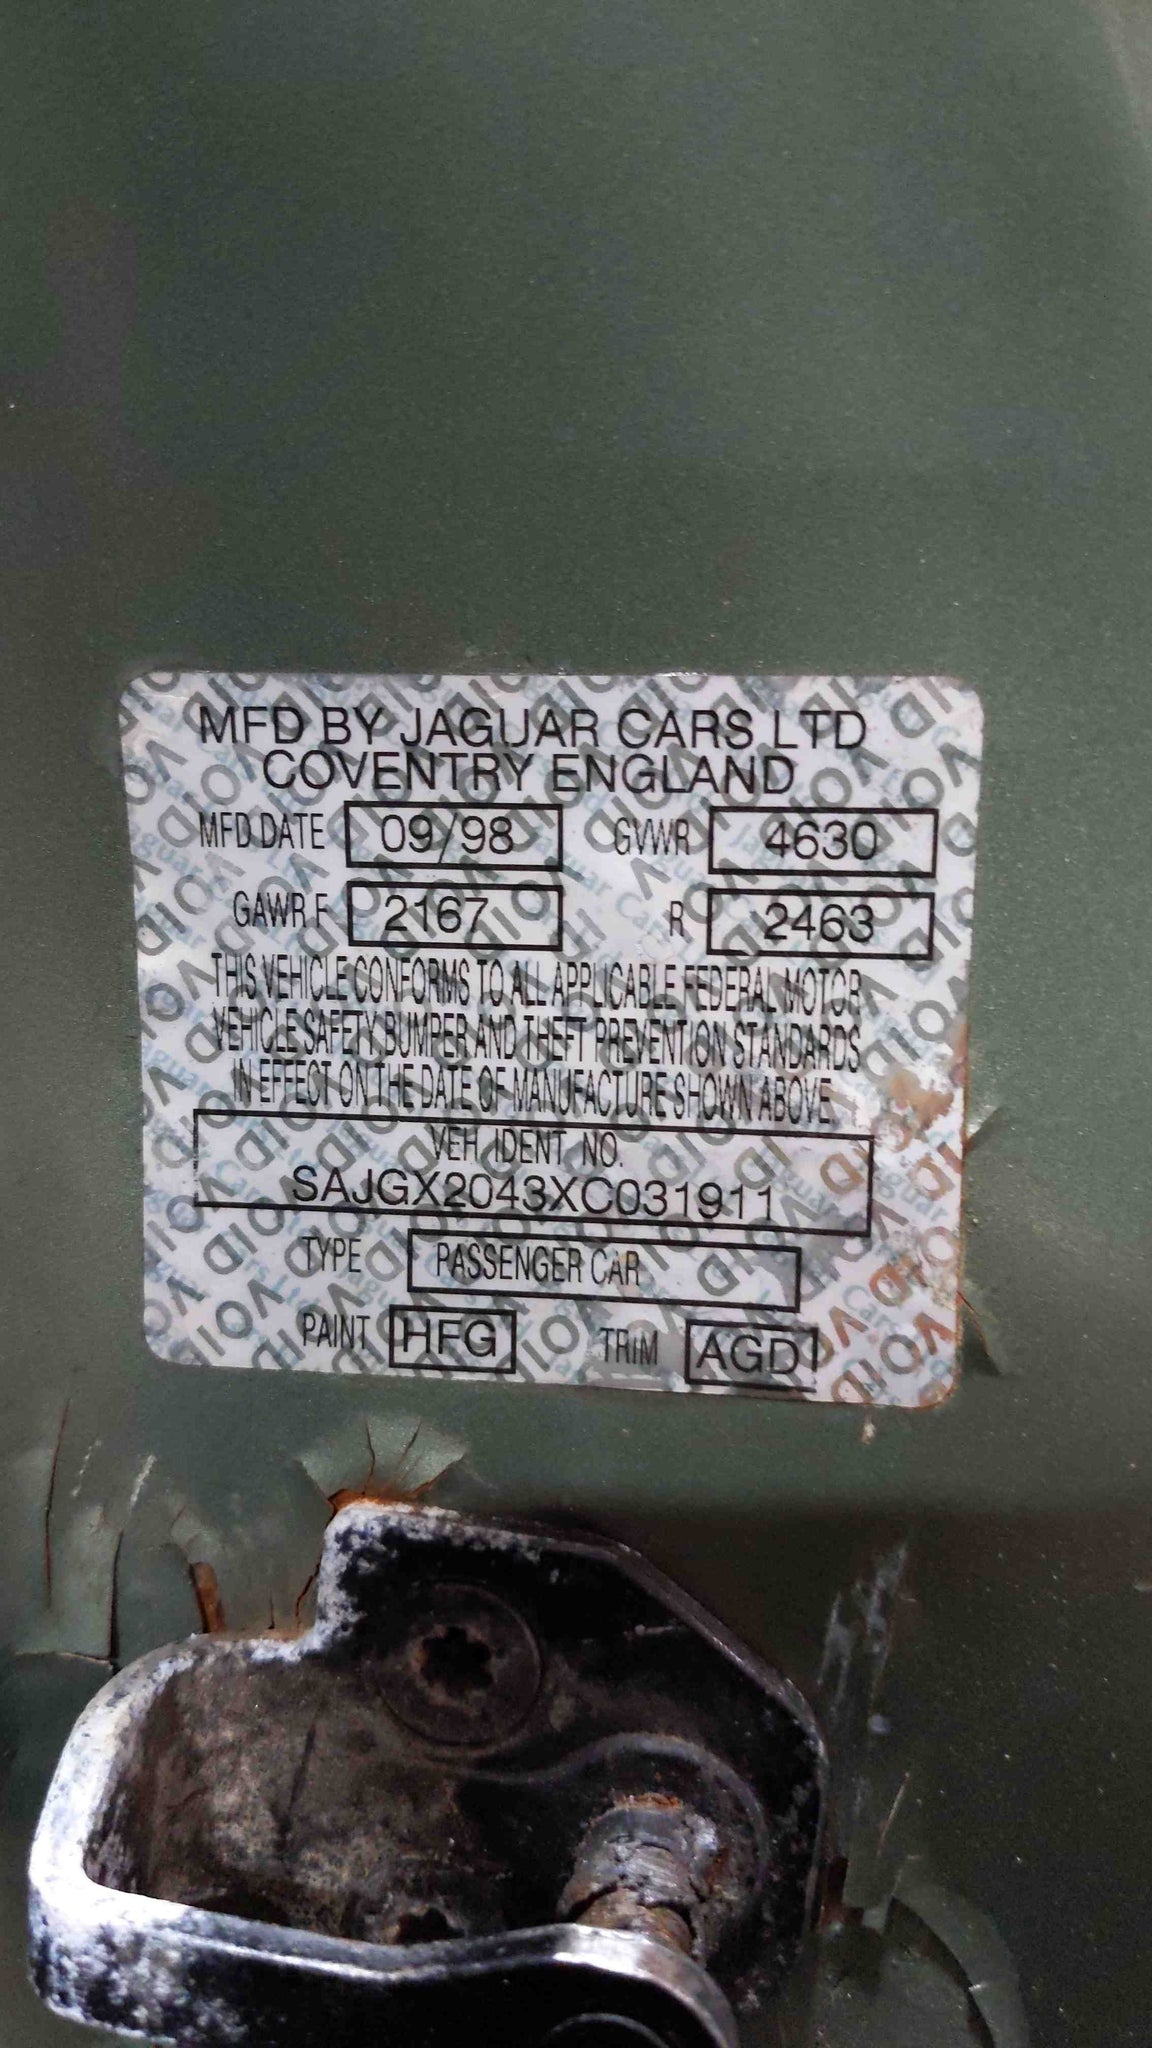 MFD BY JAGUAR CARS LTD
COVENTRY ENGLAND
MFD DATE 09/98 GVWR 4630
GAWR F 2167 R 2463
THIS VEHICLE CONFORMS TO ALL APPLICABLE FEDERAL MOTOR
VEHICLE SAFETY, BUMPER AND THEFT PREVENTION STANDARDS
IN EFFECT ON THE DATE OF MANUFACTURE SHOWN ABOVE.
VEH. IDENT. NO.
SAJGX2043XC031911
TYPE PASSENGER CAR
PAINT HFG TRIM AGD